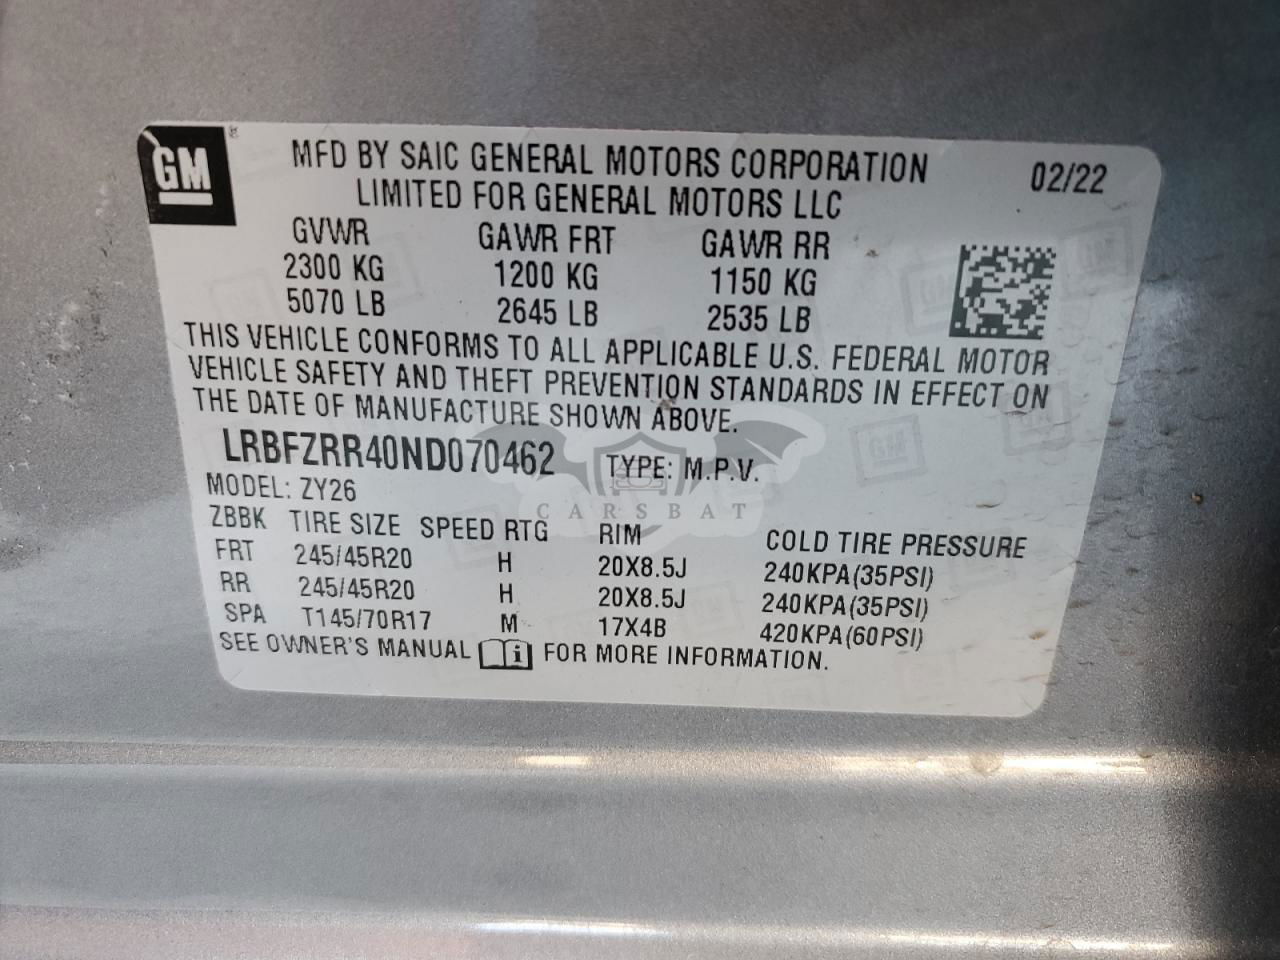 GM
MFD BY SAIC GENERAL MOTORS CORPORATION 02/22
LIMITED FOR GENERAL MOTORS LLC
GVWR GAWR FRT GAWR RR
2300 KG 1200 KG 1150 KG
5070 LB 2645 LB 2535 LB
THIS VEHICLE CONFORMS TO ALL APPLICABLE U.S. FEDERAL MOTOR
VEHICLE SAFETY AND THEFT PREVENTION STANDARDS IN EFFECT ON
THE DATE OF MANUFACTURE SHOWN ABOVE.
LRBFZRR40ND070462 TYPE: M.P.V.
MODEL: ZY26
CARSBAT
ZBBK TIRE SIZE SPEED RTG RIM COLD TIRE PRESSURE
FRT 245/45R20 H 20X8.5J 240KPA(35PSI)
RR 245/45R20 H 20X8.5J 240KPA(35PSI)
SPA T145/70R17 M 17X4B 420KPA(60PSI)
SEE OWNER'S MANUAL i FOR MORE INFORMATION.